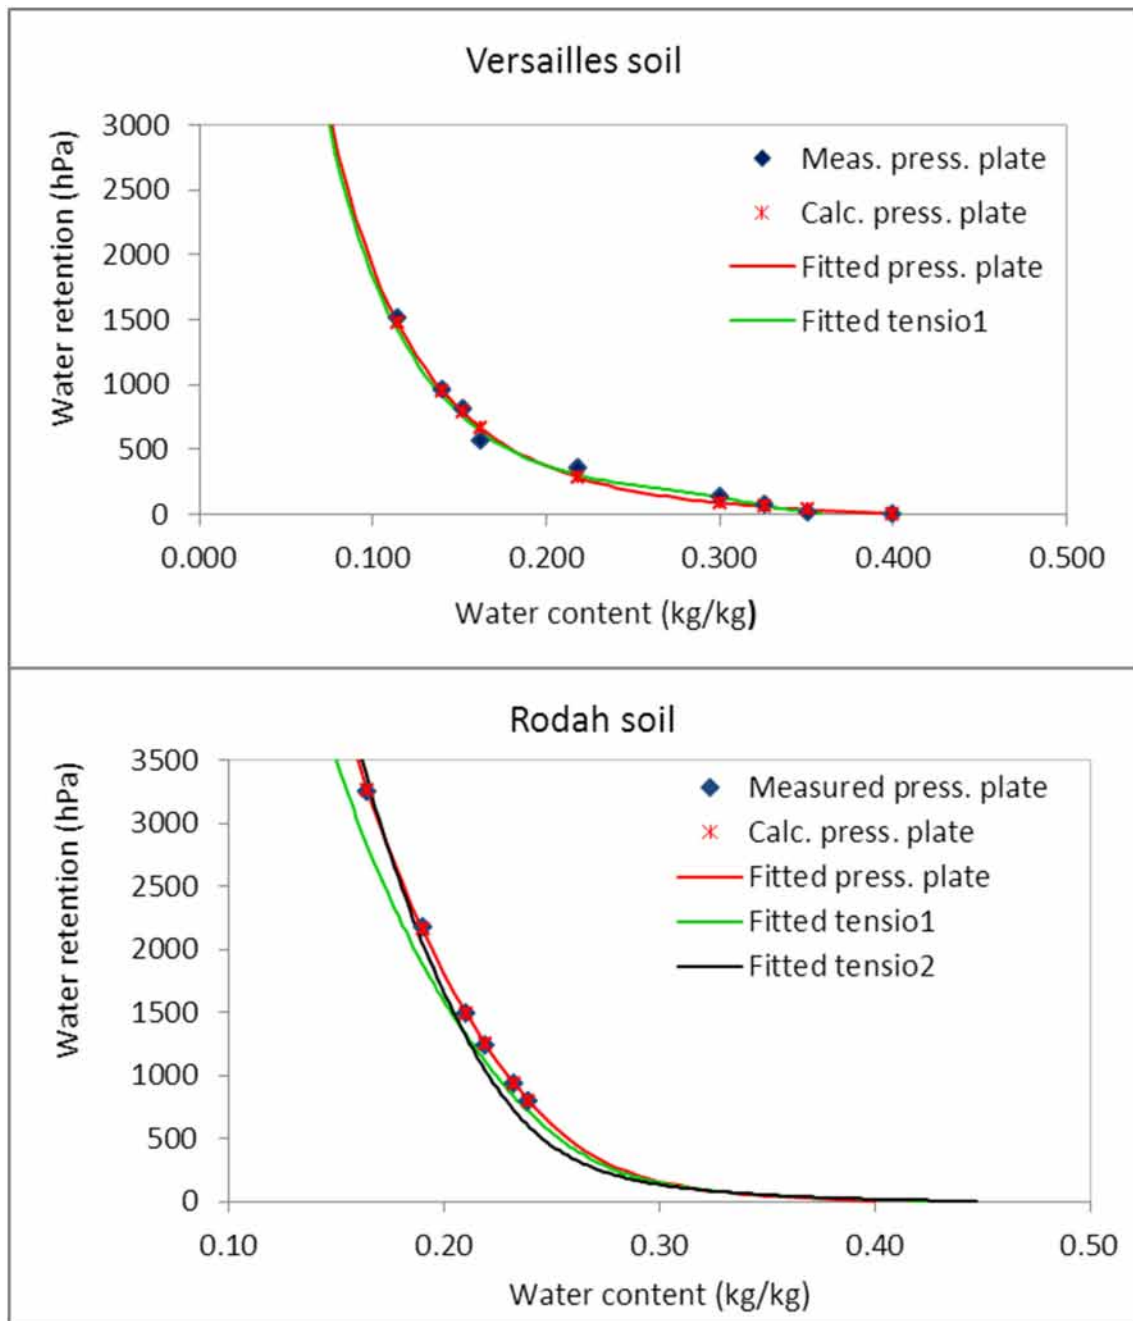 Versailles soil
Water retention (hPa)
3000
2500
2000
1500
1000
500
0
Meas. press. plate
Calc. press. plate
Fitted press. plate
Fitted tensio1
0.000 0.100 0.200 0.300 0.400 0.500
Water content (kg/kg)
Rodah soil
Water retention (hPa)
3500
3000
2500
2000
1500
1000
500
0
Measured press. plate
Calc. press. plate
Fitted press. plate
Fitted tensio1
Fitted tensio2
0.10 0.20 0.30 0.40 0.50
Water content (kg/kg)